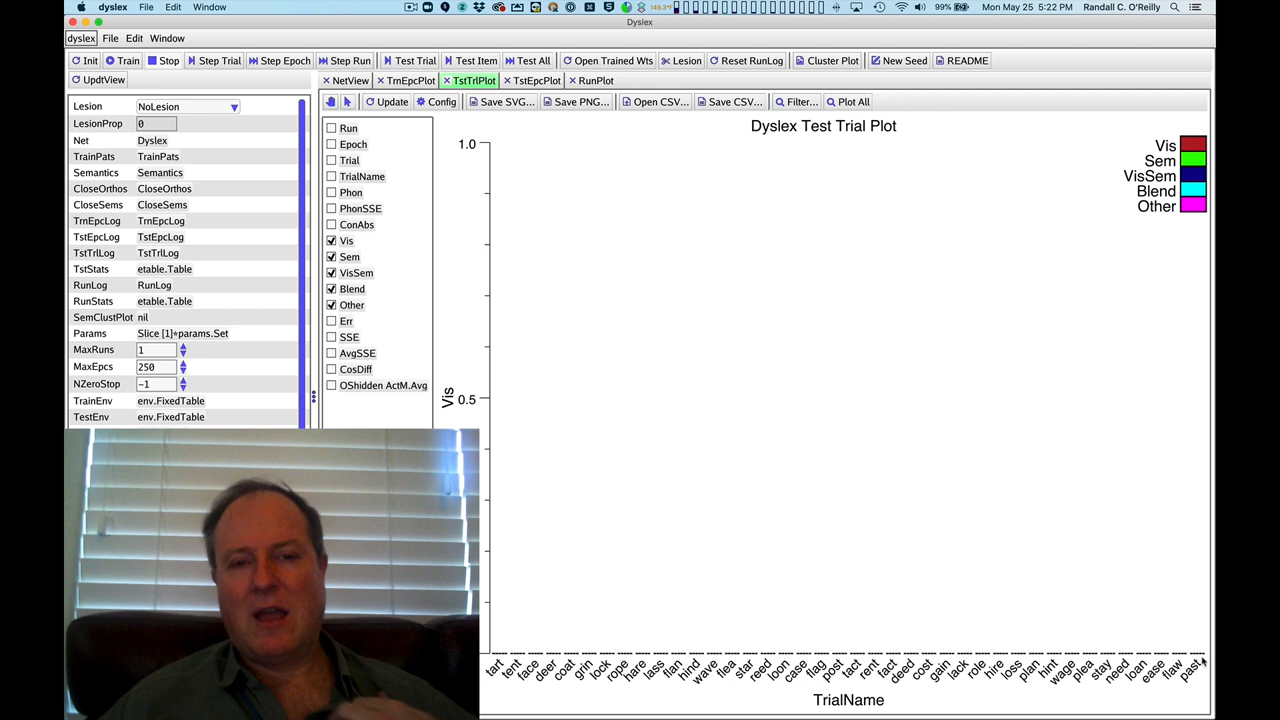 dyslex File Edit Window 149.3°F 99% Mon May 25 5:22 PM Randall C. O'Reilly
Dyslex
dyslex File Edit Window
Init Train Stop Step Trial Step Epoch Step Run Test Trial Test Item Test All Open Trained Wts Lesion Reset RunLog Cluster Plot New Seed README
UpdtView
NetView TrnEpcPlot TstTrlPlot TstEpcPlot RunPlot
Update Config Save SVG... Save PNG... Open CSV... Save CSV... Filter... Plot All
Lesion NoLesion
LesionProp 0
Net Dyslex
TrainPats TrainPats
Semantics Semantics
CloseOrthos CloseOrthos
CloseSems CloseSems
TrnEpcLog TrnEpcLog
TstEpcLog TstEpcLog
TstTrlLog TstTrlLog
TstStats etable.Table
RunLog RunLog
RunStats etable.Table
SemClustPlot nil
Params Slice [1]*params.Set
MaxRuns 1
MaxEpcs 250
NZeroStop -1
TrainEnv env.FixedTable
TestEnv env.FixedTable
Run
Epoch
Trial
TrialName
Phon
PhonSSE
ConAbs
Vis
Sem
VisSem
Blend
Other
Err
SSE
AvgSSE
CosDiff
OShidden ActM.Avg
Dyslex Test Trial Plot
Vis
Sem
VisSem
Blend
Other
1.0
0.5
Vis
tart tent face deer coat grin lock rope hare lass flan hind wave flea star reed loon case flag post tact rent fact deed cost gain lack role hire loss plan hint wage plea stay need loan ease flaw past
TrialName